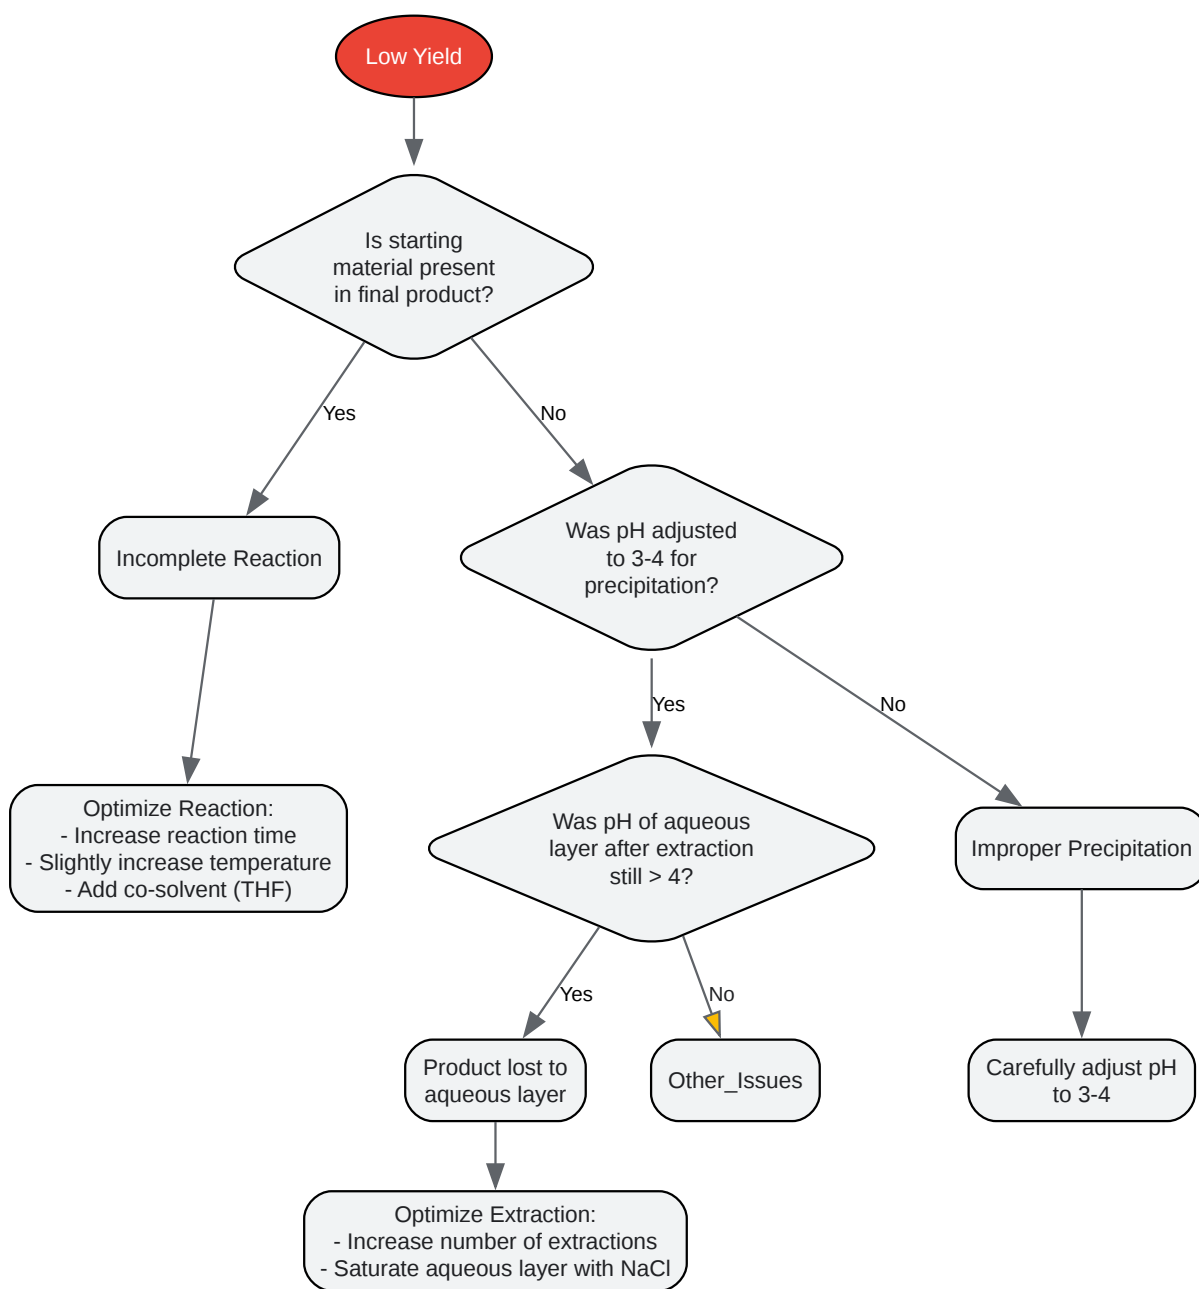 Low Yield
Is starting
material present
in final product?
Yes
No
Incomplete Reaction
Was pH adjusted
to 3-4 for
precipitation?
Yes
No
Optimize Reaction:
- Increase reaction time
- Slightly increase temperature
- Add co-solvent (THF)
Was pH of aqueous
layer after extraction
still > 4?
Improper Precipitation
Yes
No
Product lost to
aqueous layer
Other_Issues
Carefully adjust pH
to 3-4
Optimize Extraction:
- Increase number of extractions
- Saturate aqueous layer with NaCl